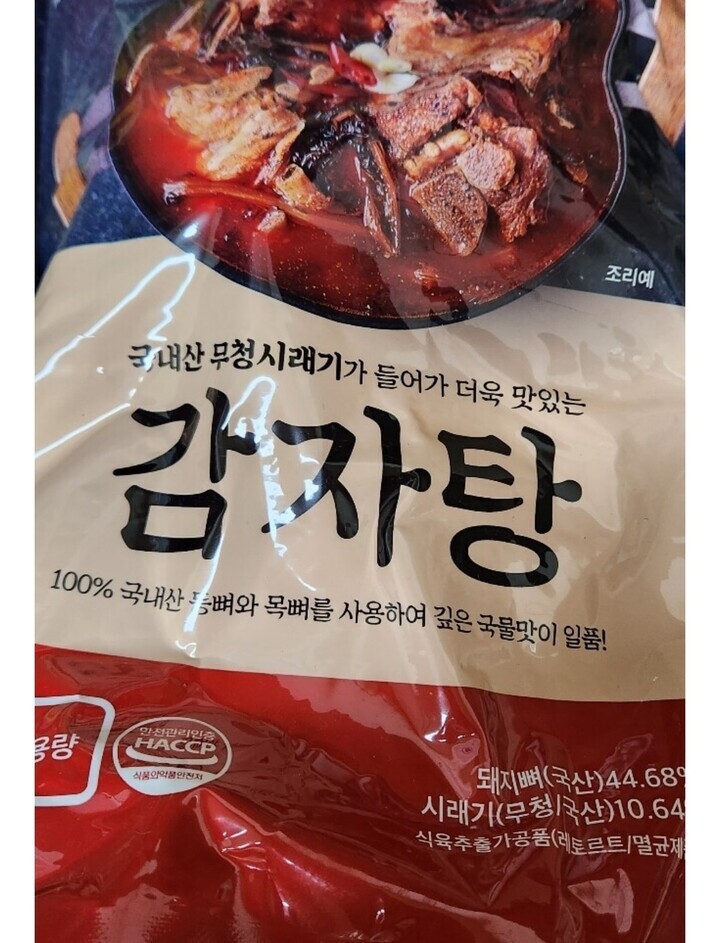 조리예
국내산 무청시래기가 들어가 더욱 맛있는
감자탕
100% 국내산 등뼈와 목뼈를 사용하여 깊은 국물맛이 일품!
용량
안전관리인증
HACCP
식품의약품안전처
돼지뼈(국산)44.68%
시래기(무청/국산)10.64
식육추출가공품(레토르트/멸균제